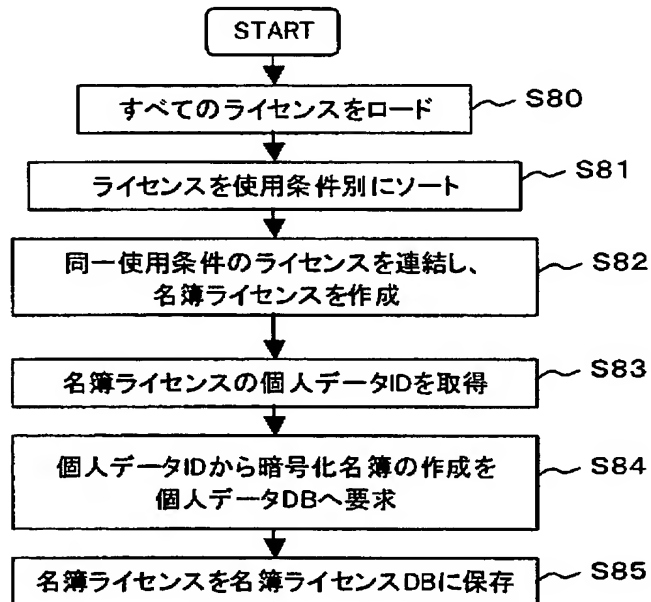 START
すべてのライセンスをロード
S80
ライセンスを使用条件別にソート
S81
同一使用条件のライセンスを連結し、
名簿ライセンスを作成
S82
名簿ライセンスの個人データIDを取得
S83
個人データIDから暗号化名簿の作成を
個人データDBへ要求
S84
名簿ライセンスを名簿ライセンスDBに保存
S85